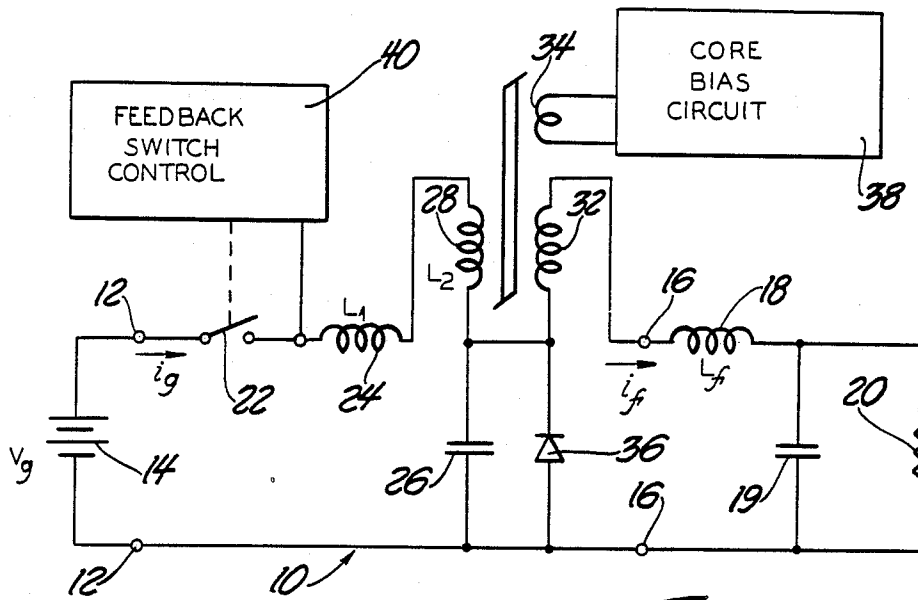 40
FEEDBACK
SWITCH
CONTROL
34
CORE
BIAS
CIRCUIT
38
28
L2
32
12
L1
16
18
ig
22
24
if
Lf
20
Vg
14
26
36
19
12
10
16